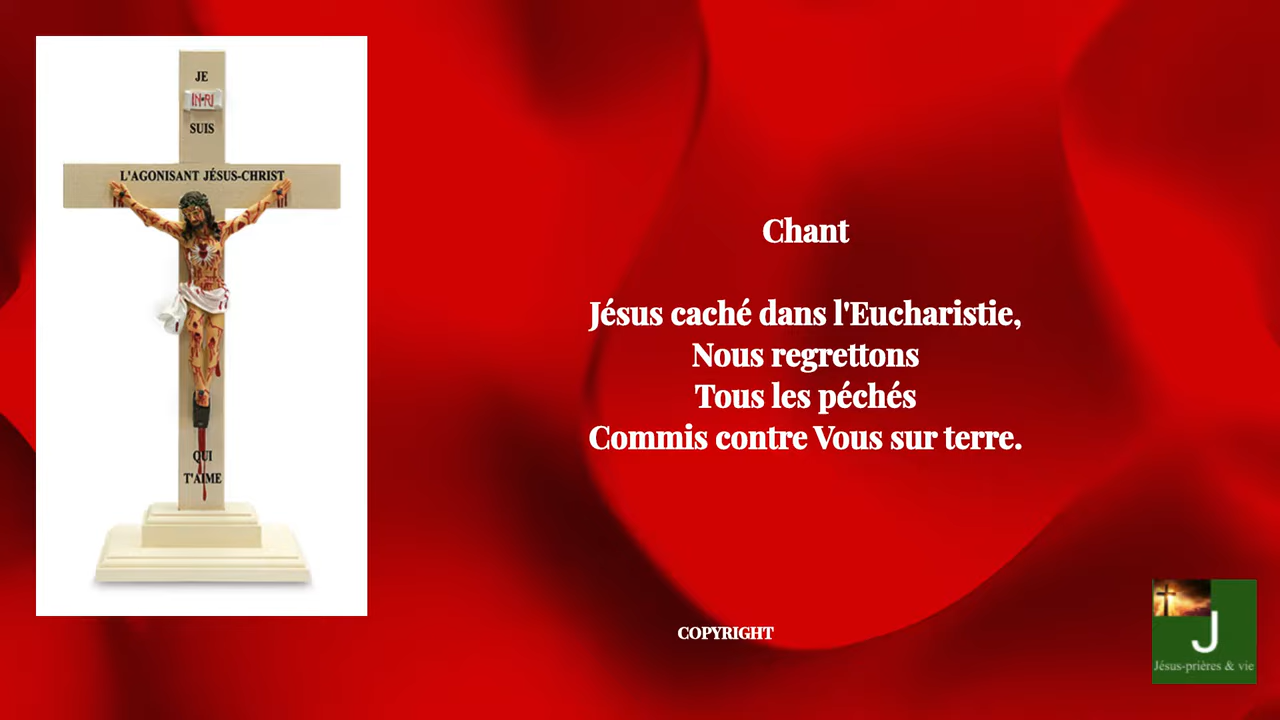 JE
INRI
SUIS
L'AGONISANT JÉSUS-CHRIST
QUI
T'AIME
Chant
Jésus caché dans l'Eucharistie,
Nous regrettons
Tous les péchés
Commis contre Vous sur terre.
COPYRIGHT
J
Jésus-prières & vie